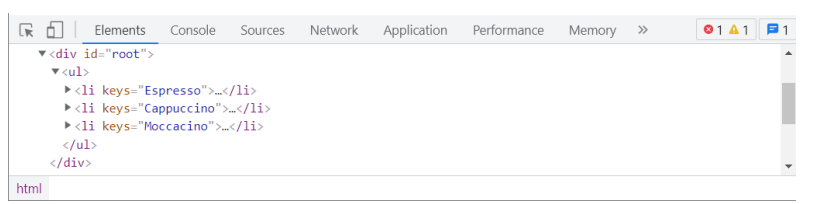 Elements Console Sources Network Application Performance Memory » 1 1 1
▼<div id="root">
▼<ul>
▶<li keys="Espresso">…</li>
▶<li keys="Cappuccino">…</li>
▶<li keys="Moccacino">…</li>
</ul>
</div>
html